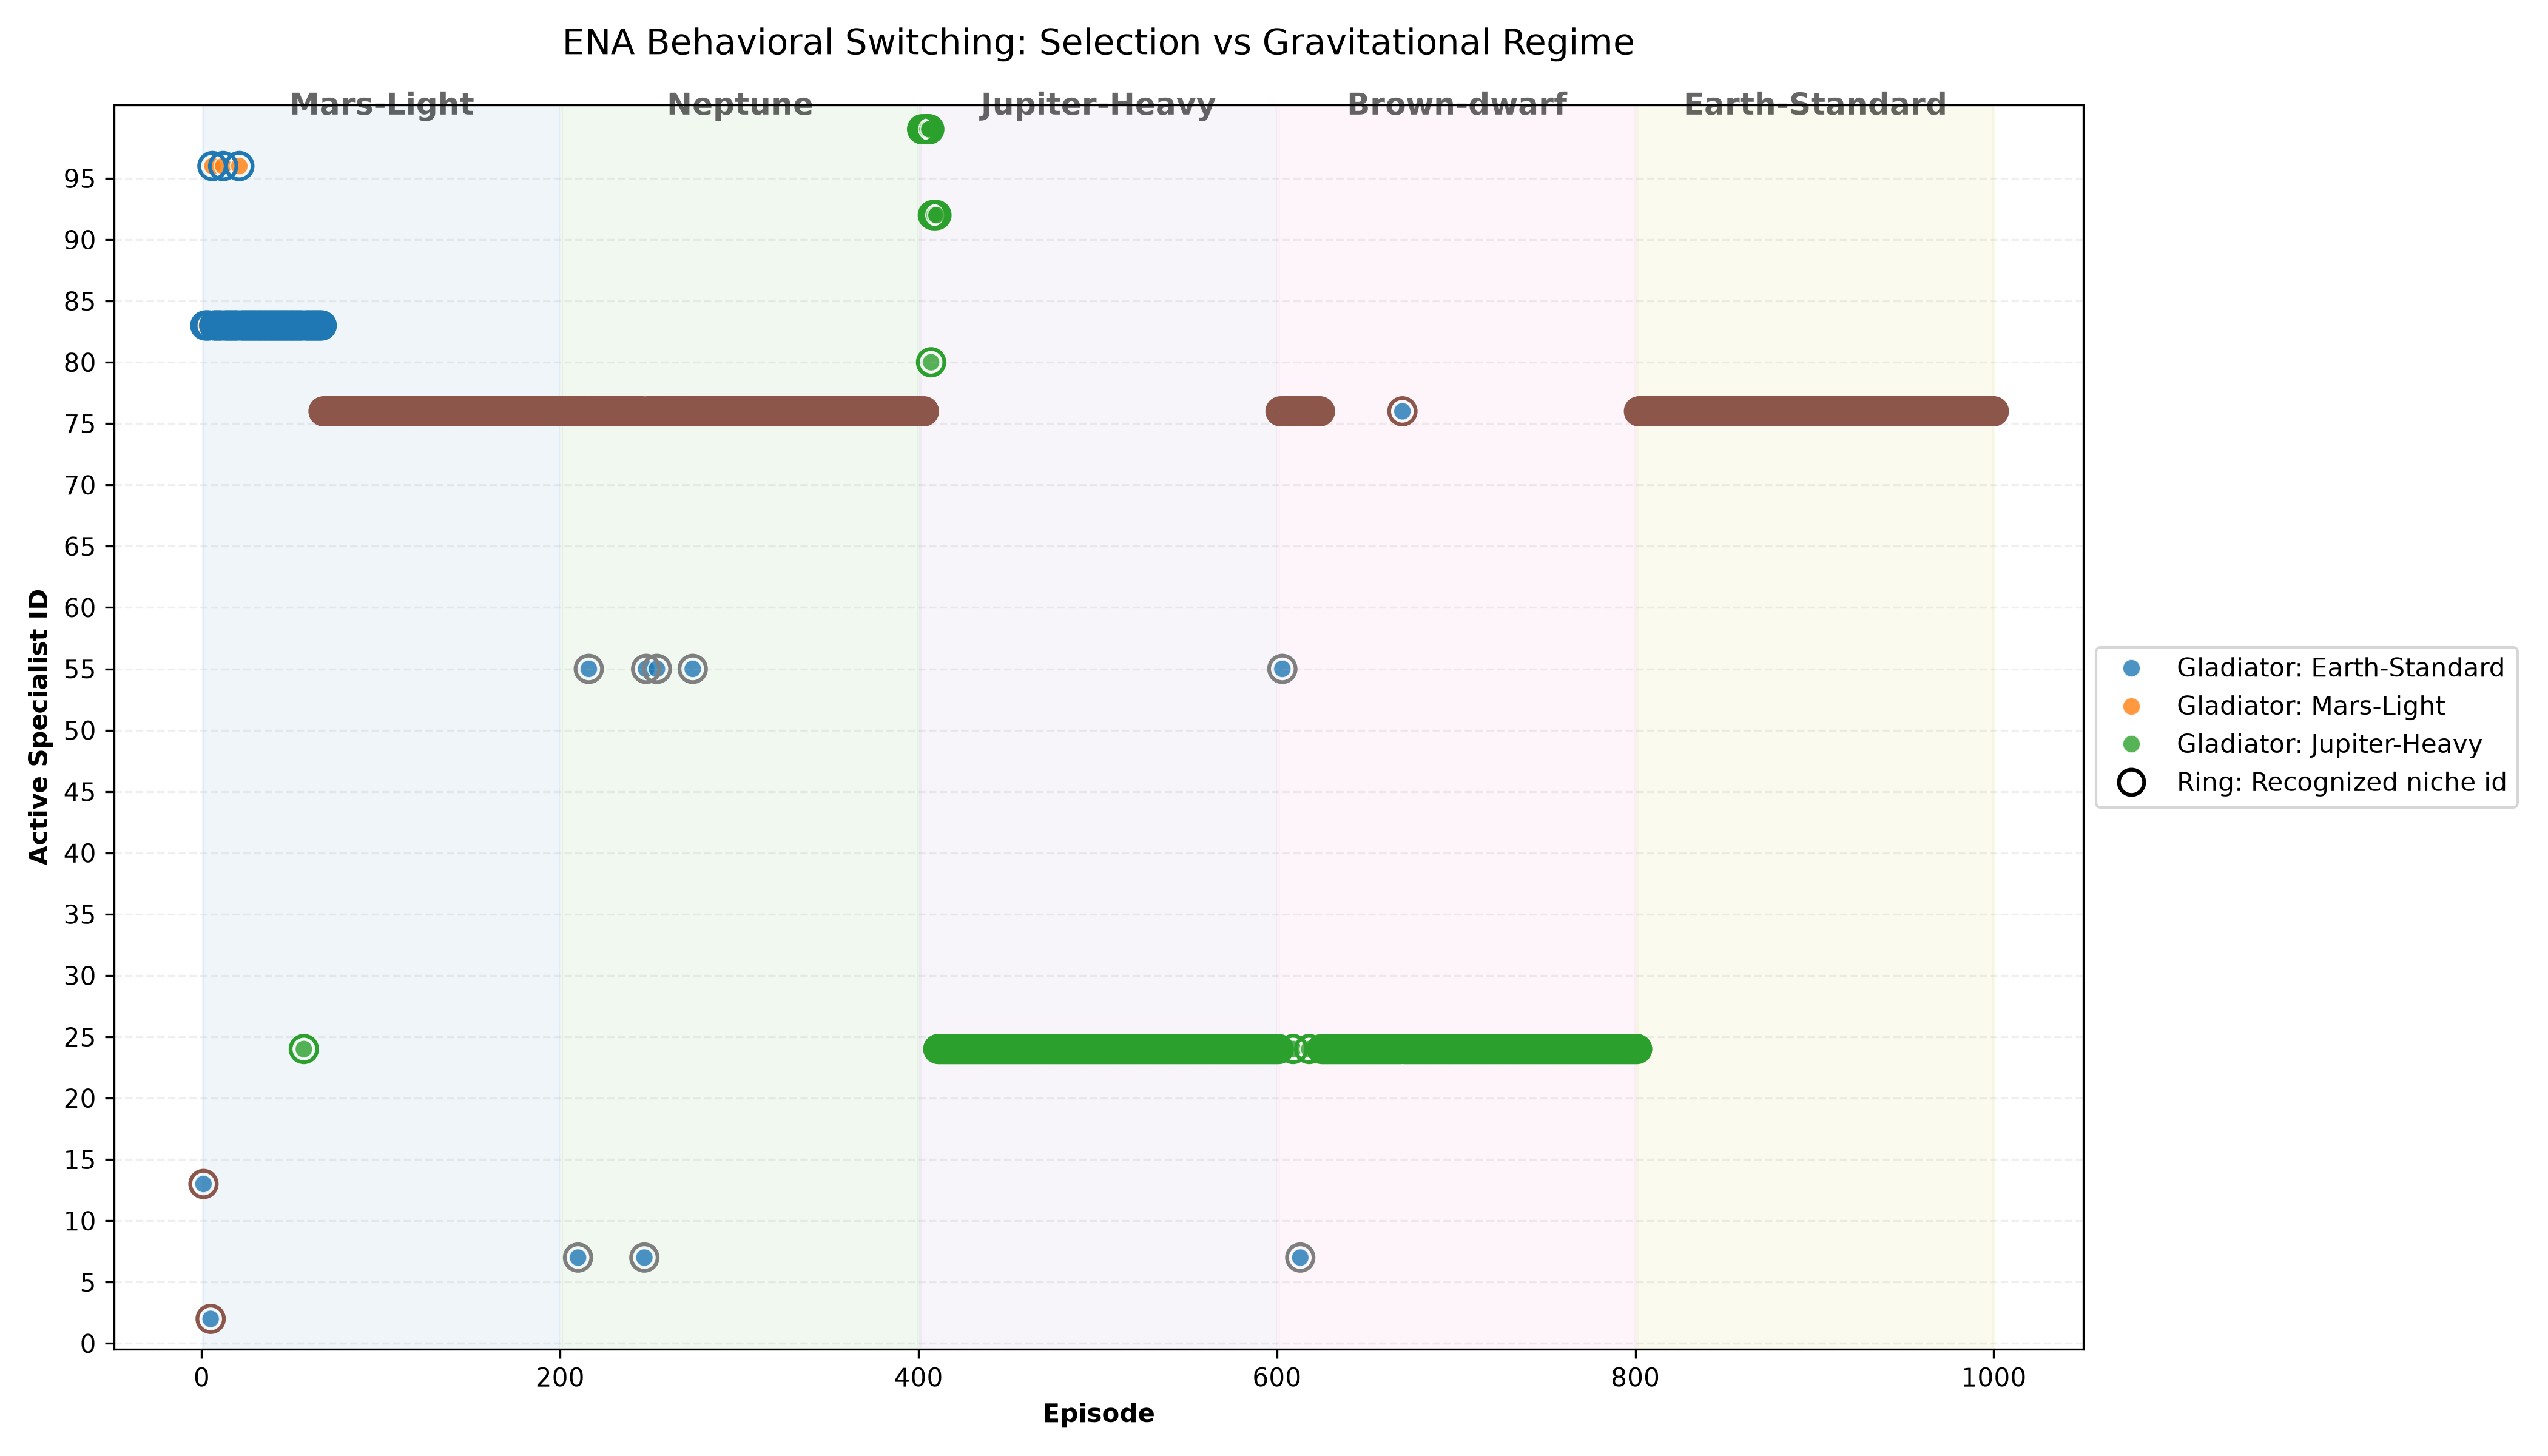 ENA Behavioral Switching: Selection vs Gravitational Regime
Mars-Light
Neptune
Jupiter-Heavy
Brown-dwarf
Earth-Standard
Active Specialist ID
95
90
85
80
75
70
65
60
55
50
45
40
35
30
25
20
15
10
5
0
0
200
400
600
800
1000
Episode
Gladiator: Earth-Standard
Gladiator: Mars-Light
Gladiator: Jupiter-Heavy
Ring: Recognized niche id